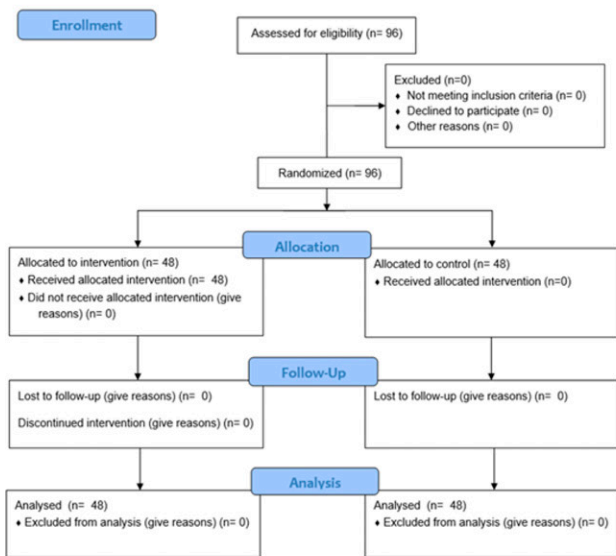 Enrollment
Assessed for eligibility (n= 96)
Excluded (n=0)
♦ Not meeting inclusion criteria (n= 0)
♦ Declined to participate (n= 0)
♦ Other reasons (n= 0)
Randomized (n= 96)
Allocation
Allocated to intervention (n= 48)
♦ Received allocated intervention (n= 48)
♦ Did not receive allocated intervention (give
reasons) (n= 0)
Allocated to control (n= 48)
♦ Received allocated intervention (n=0)
Follow-Up
Lost to follow-up (give reasons) (n= 0)
Discontinued intervention (give reasons) (n= 0)
Lost to follow-up (give reasons) (n= 0)
Analysis
Analysed (n= 48)
♦ Excluded from analysis (give reasons) (n= 0)
Analysed (n= 48)
♦ Excluded from analysis (give reasons) (n= 0)